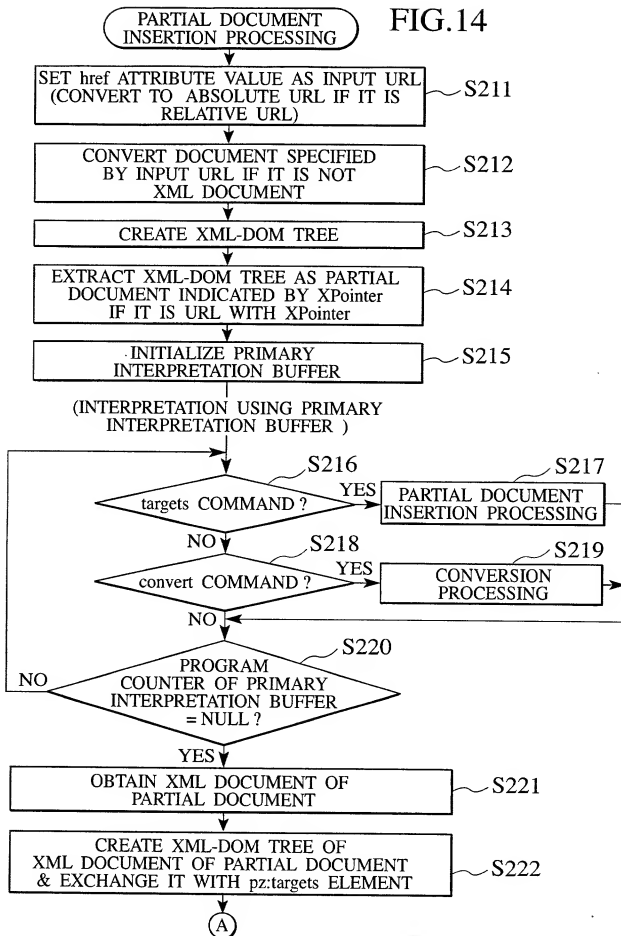 PARTIAL DOCUMENT
INSERTION PROCESSING
FIG.14
SET href ATTRIBUTE VALUE AS INPUT URL
(CONVERT TO ABSOLUTE URL IF IT IS
RELATIVE URL)
S211
CONVERT DOCUMENT SPECIFIED
BY INPUT URL IF IT IS NOT
XML DOCUMENT
S212
CREATE XML-DOM TREE
S213
EXTRACT XML-DOM TREE AS PARTIAL
DOCUMENT INDICATED BY XPointer
IF IT IS URL WITH XPointer
S214
INITIALIZE PRIMARY
INTERPRETATION BUFFER
S215
(INTERPRETATION USING PRIMARY
INTERPRETATION BUFFER )
S216
targets COMMAND ?
YES
S217
PARTIAL DOCUMENT
INSERTION PROCESSING
NO
S218
convert COMMAND ?
YES
S219
CONVERSION
PROCESSING
NO
S220
PROGRAM
COUNTER OF PRIMARY
INTERPRETATION BUFFER
= NULL ?
NO
YES
OBTAIN XML DOCUMENT OF
PARTIAL DOCUMENT
S221
CREATE XML-DOM TREE OF
XML DOCUMENT OF PARTIAL DOCUMENT
& EXCHANGE IT WITH pz:targets ELEMENT
S222
A